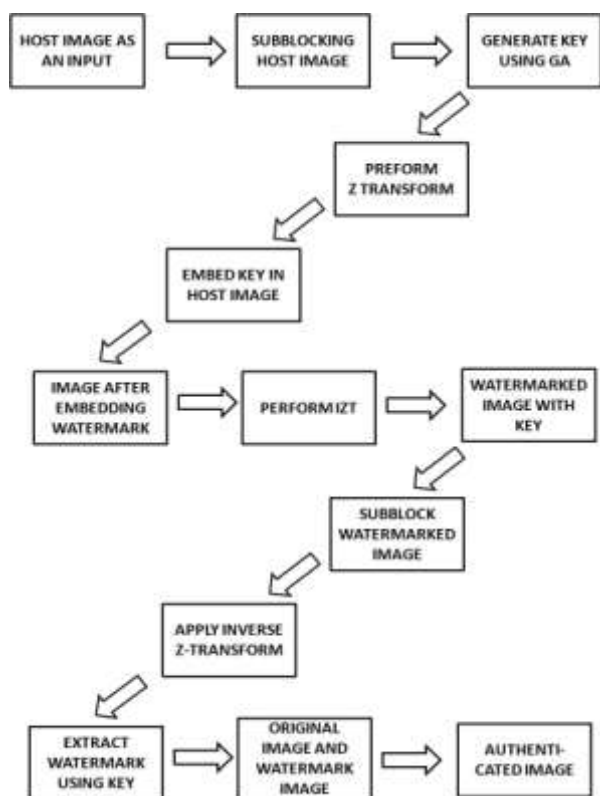 HOST IMAGE AS
AN INPUT
SUBBLOCKING
HOST IMAGE
GENERATE KEY
USING GA
PREFORM
Z TRANSFORM
EMBED KEY IN
HOST IMAGE
IMAGE AFTER
EMBEDDING
WATERMARK
PERFORM IZT
WATERMARKED
IMAGE WITH
KEY
SUBBLOCK
WATERMARKED
IMAGE
APPLY INVERSE
Z-TRANSFORM
EXTRACT
WATERMARK
USING KEY
ORIGINAL
IMAGE AND
WATERMARK
IMAGE
AUTHENTI-
CATED IMAGE